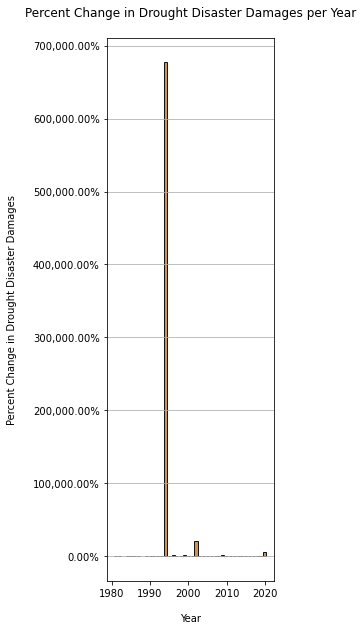 Percent Change in Drought Disaster Damages per Year
700,000.00%
600,000.00%
500,000.00%
400,000.00%
300,000.00%
200,000.00%
100,000.00%
0.00%
Percent Change in Drought Disaster Damages
1980 1990 2000 2010 2020
Year